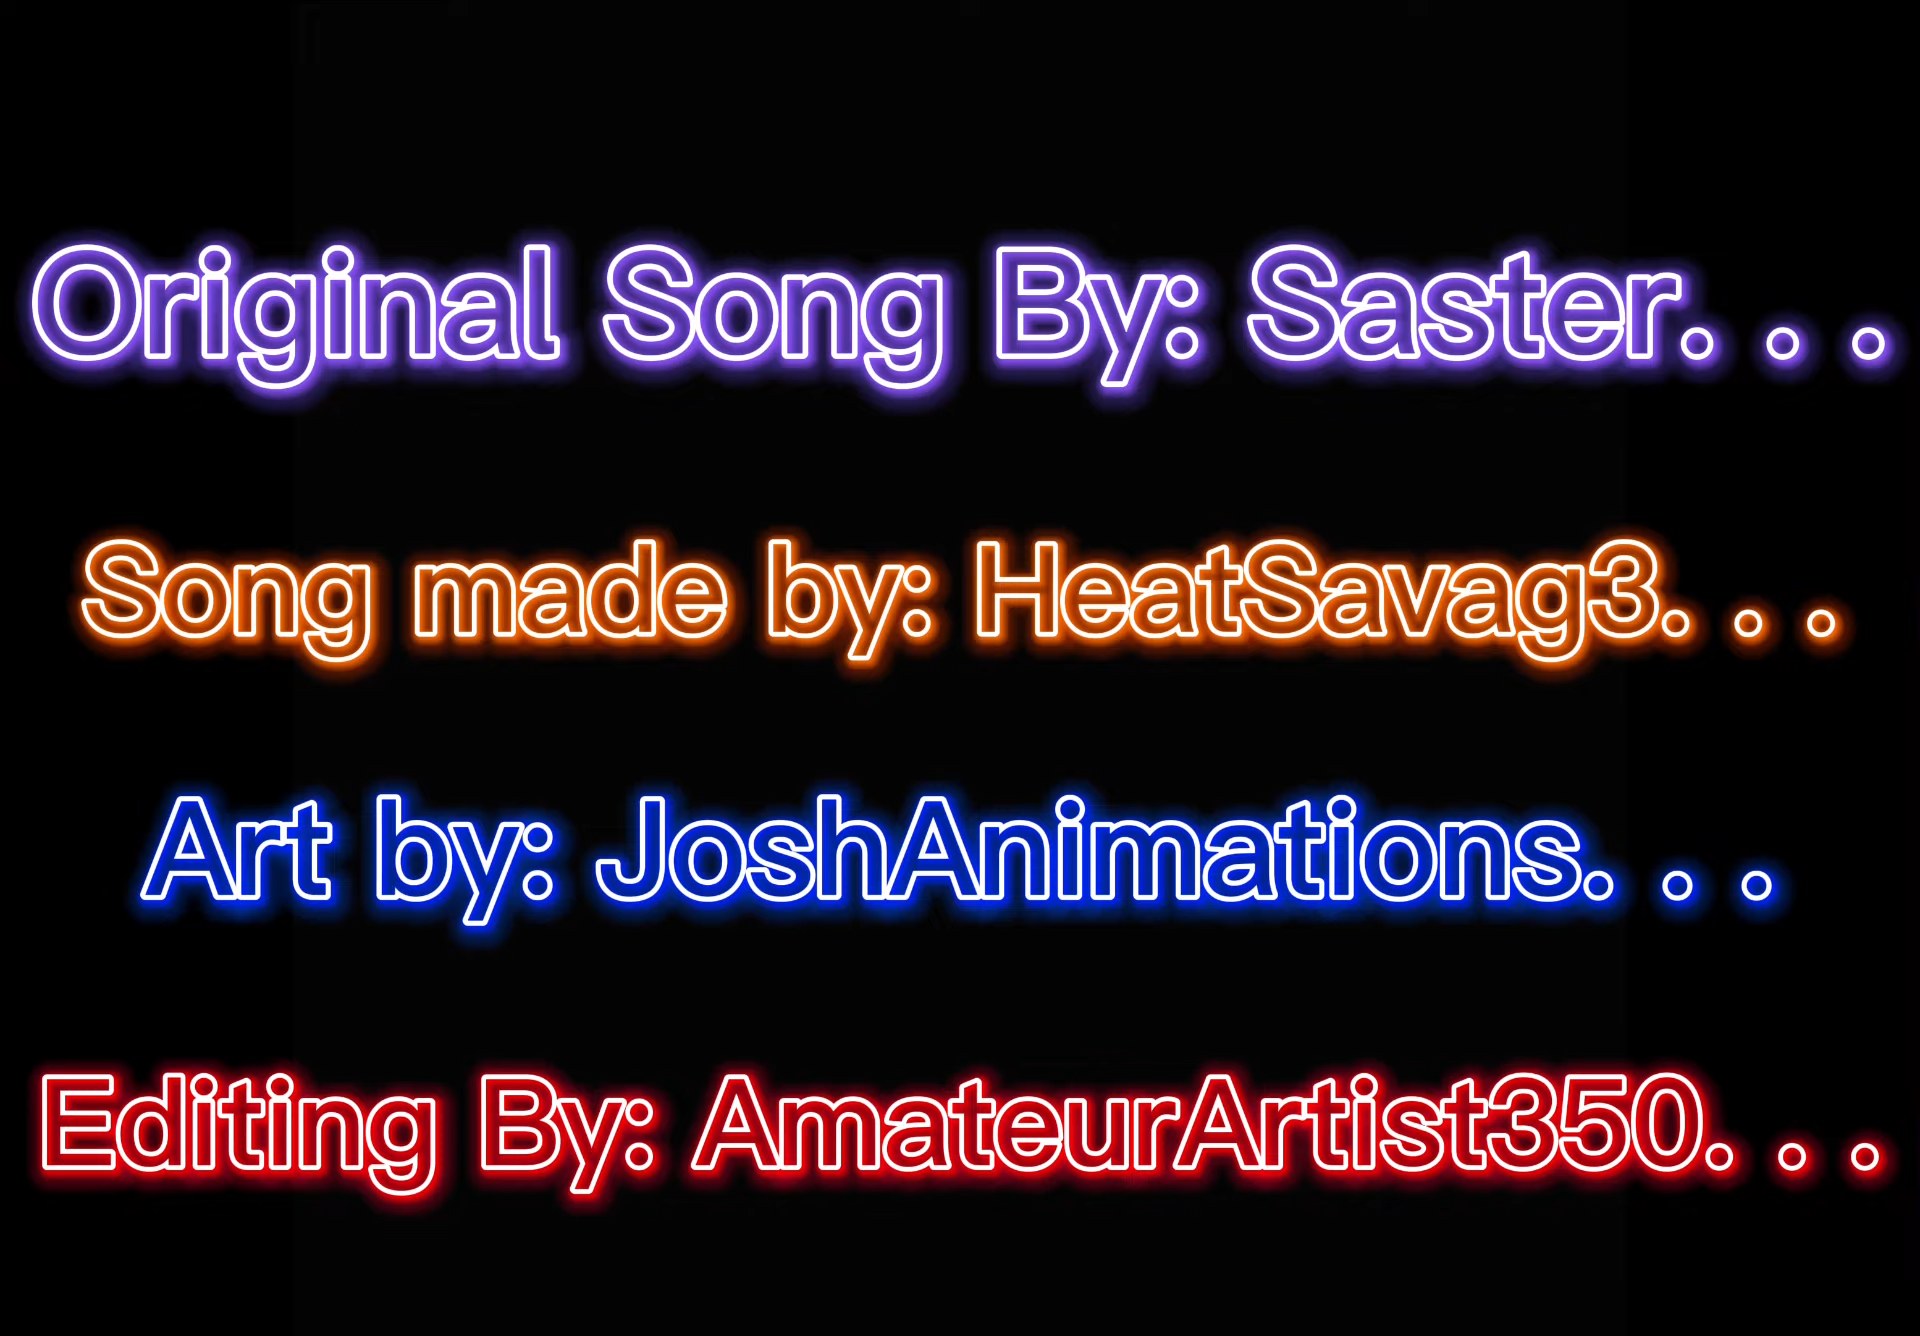 Original Song By: Saster. . .
Song made by: HeatSavag3. . .
Art by: JoshAnimations. . .
Editing By: AmateurArtist350. . .